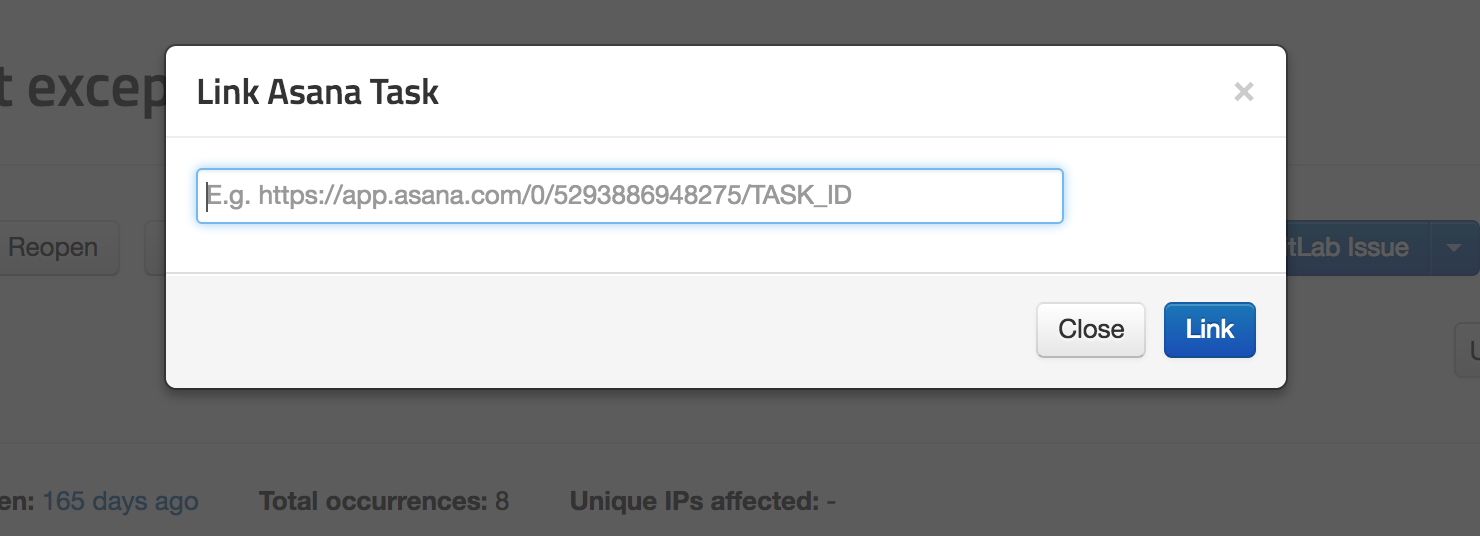 t excep
Link Asana Task
×
E.g. https://app.asana.com/0/5293886948275/TASK_ID
Reopen
tLab Issue
Close
Link
en: 165 days ago
Total occurrences: 8
Unique IPs affected: -